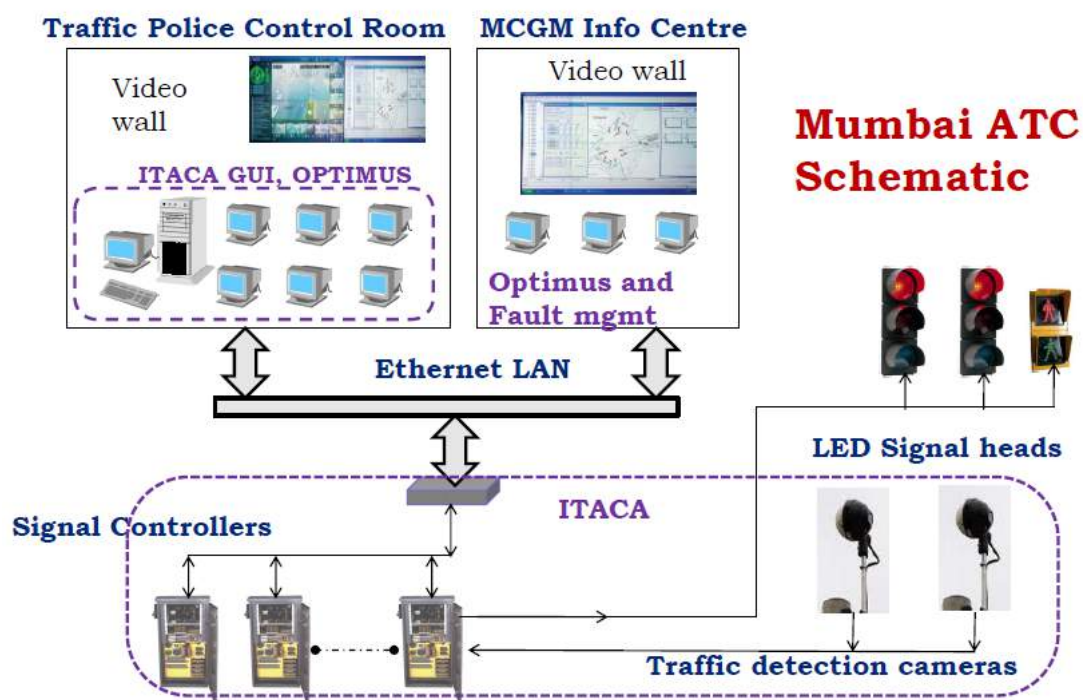 Traffic Police Control Room
MCGM Info Centre
Video
wall
Video wall
Mumbai ATC
Schematic
ITACA GUI, OPTIMUS
Optimus and
Fault mgmt
Ethernet LAN
LED Signal heads
ITACA
Signal Controllers
Traffic detection cameras